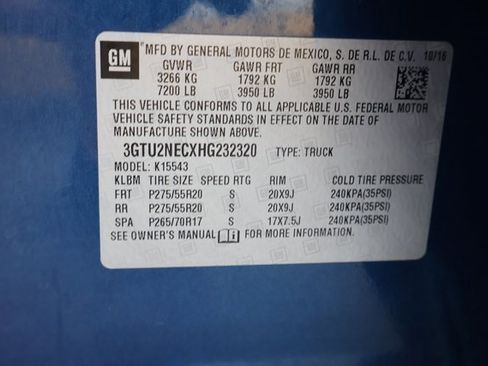 GM MFD BY GENERAL MOTORS DE MEXICO, S. DE R.L. DE C.V. 10/16
GVWR GAWR FRT GAWR RR
3266 KG 1792 KG 1792 KG
7200 LB 3950 LB 3950 LB
THIS VEHICLE CONFORMS TO ALL APPLICABLE U.S. FEDERAL MOTOR
VEHICLE SAFETY STANDARDS IN EFFECT ON THE DATE OF
MANUFACTURE SHOWN ABOVE.
3GTU2NECXHG232320 TYPE: TRUCK
MODEL: K15543
KLBM TIRE SIZE SPEED RTG RIM COLD TIRE PRESSURE
FRT P275/55R20 S 20X9J 240KPA(35PSI)
RR P275/55R20 S 20X9J 240KPA(35PSI)
SPA P265/70R17 S 17X7.5J 240KPA(35PSI)
SEE OWNER'S MANUAL FOR MORE INFORMATION.